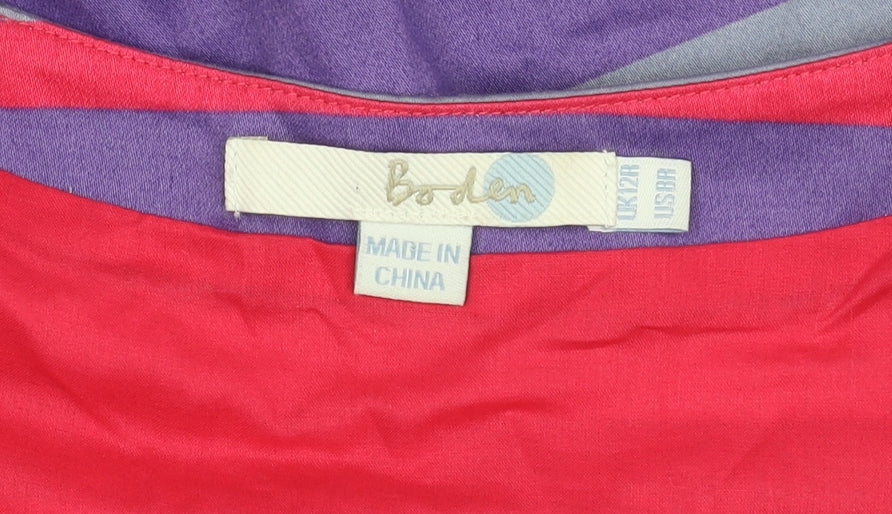 Boden
UK12R
US8R
MADE IN
CHINA